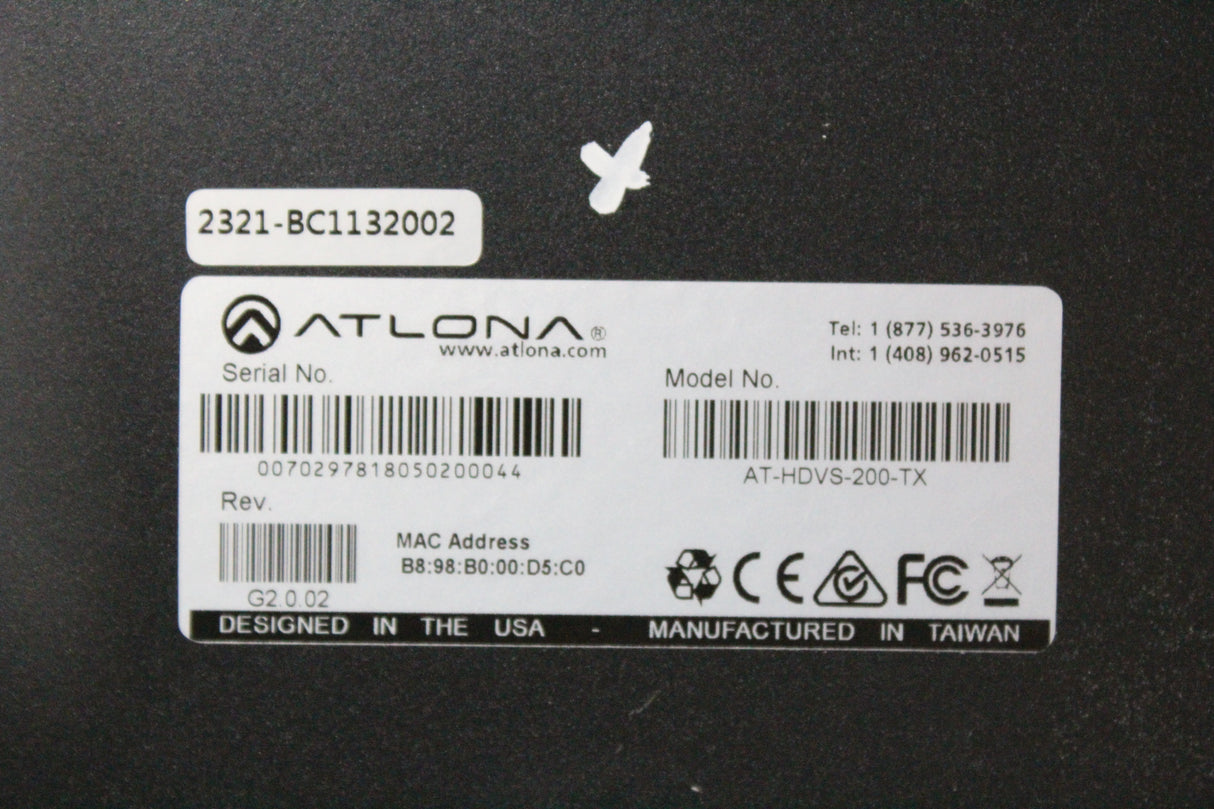 2321-BC1132002
ATLONA®
www.atlona.com
Tel: 1 (877) 536-3976
Int: 1 (408) 962-0515
Serial No.
0070297818050200044
Model No.
AT-HDVS-200-TX
Rev.
G2.0.02
MAC Address
B8:98:B0:00:D5:C0
CE FC
DESIGNED IN THE USA - MANUFACTURED IN TAIWAN